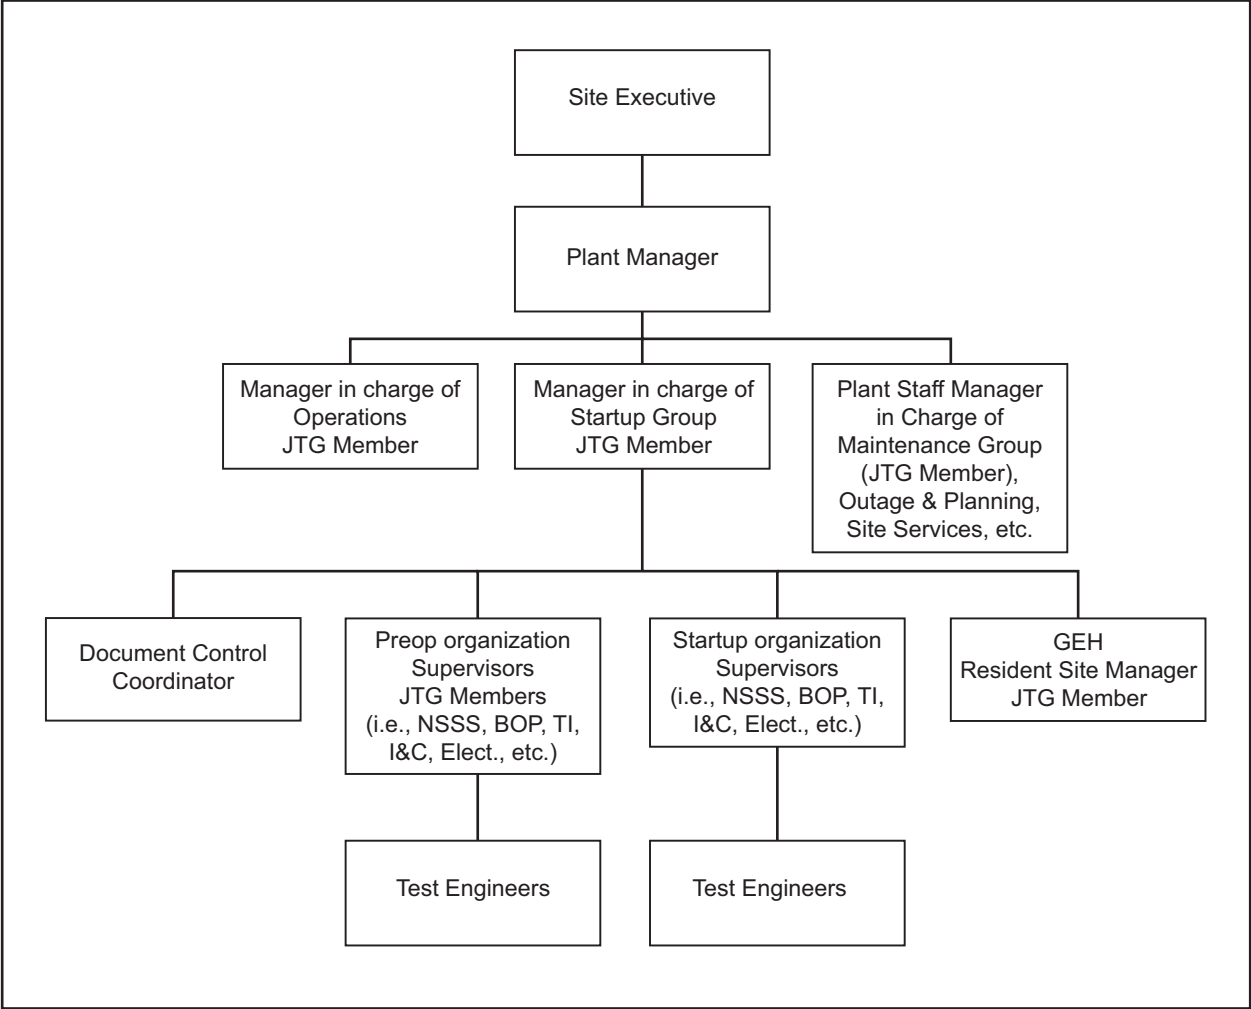 Site Executive
Plant Manager
Manager in charge of
Operations
JTG Member
Manager in charge of
Startup Group
JTG Member
Plant Staff Manager
in Charge of
Maintenance Group
(JTG Member),
Outage & Planning,
Site Services, etc.
Document Control
Coordinator
Preop organization
Supervisors
JTG Members
(i.e., NSSS, BOP, TI,
I&C, Elect., etc.)
Startup organization
Supervisors
(i.e., NSSS, BOP, TI,
I&C, Elect., etc.)
GEH
Resident Site Manager
JTG Member
Test Engineers
Test Engineers